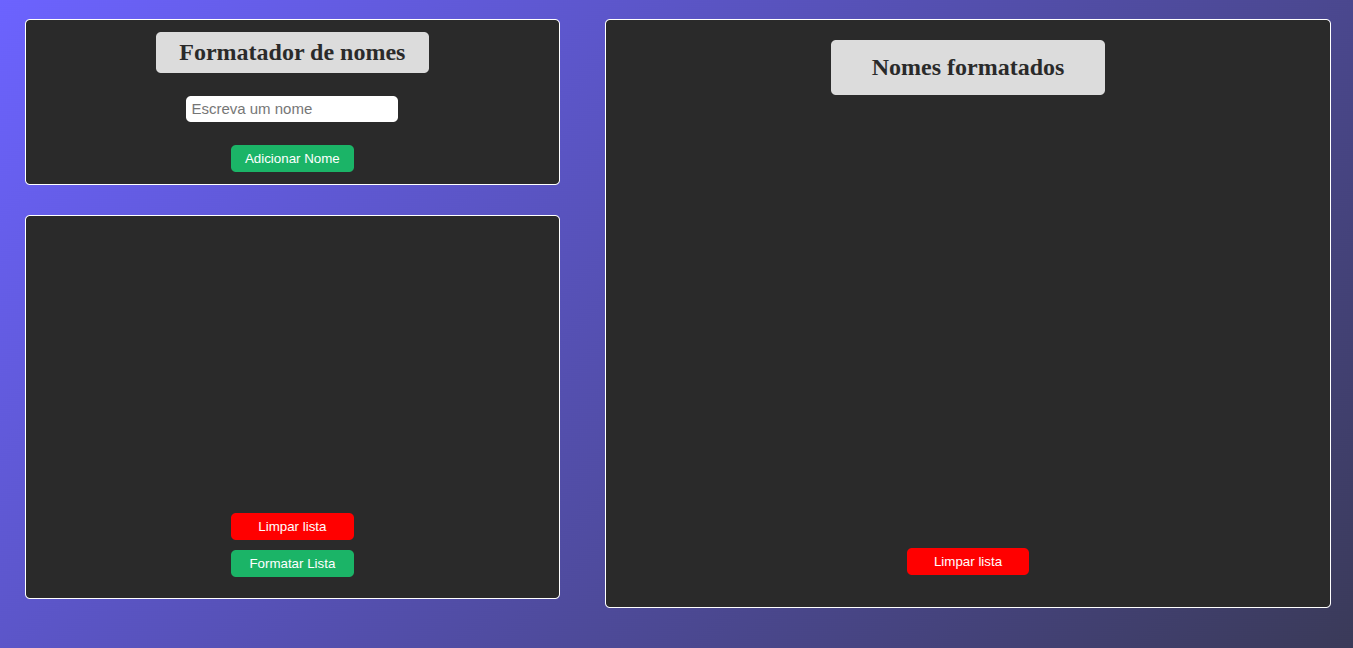 Formatador de nomes
Escreva um nome
Adicionar Nome
Limpar lista
Formatar Lista
Nomes formatados
Limpar lista